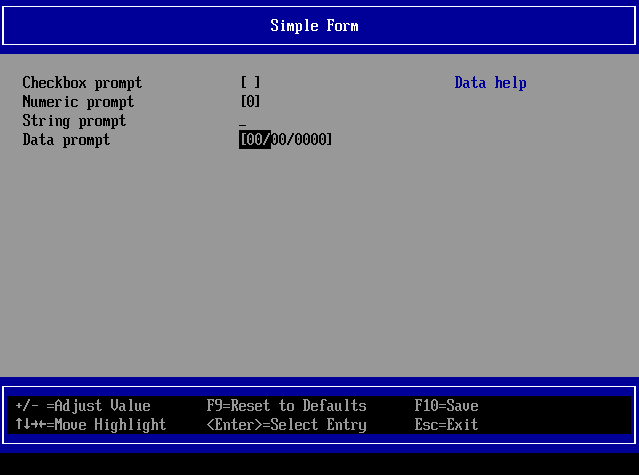 Simple Form
Checkbox prompt [ ] Data help
Numeric prompt [0]
String prompt _
Data prompt [00/00/0000]
+/- =Adjust Value F9=Reset to Defaults F10=Save
↑↓→←=Move Highlight <Enter>=Select Entry Esc=Exit